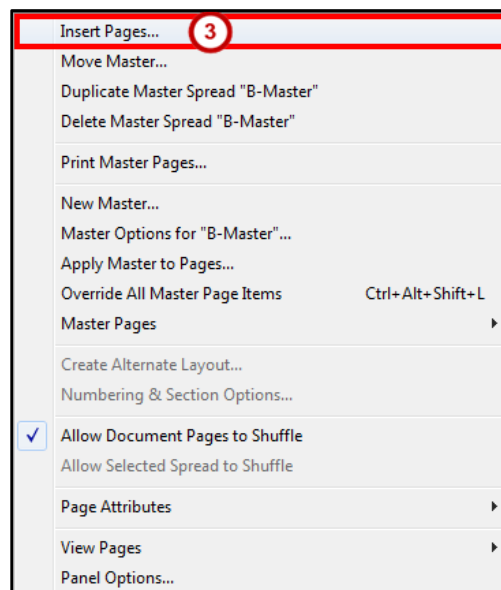 Insert Pages... 3
Move Master...
Duplicate Master Spread "B-Master"
Delete Master Spread "B-Master"
Print Master Pages...
New Master...
Master Options for "B-Master"...
Apply Master to Pages...
Override All Master Page Items Ctrl+Alt+Shift+L
Master Pages
Create Alternate Layout...
Numbering & Section Options...
Allow Document Pages to Shuffle
Allow Selected Spread to Shuffle
Page Attributes
View Pages
Panel Options...